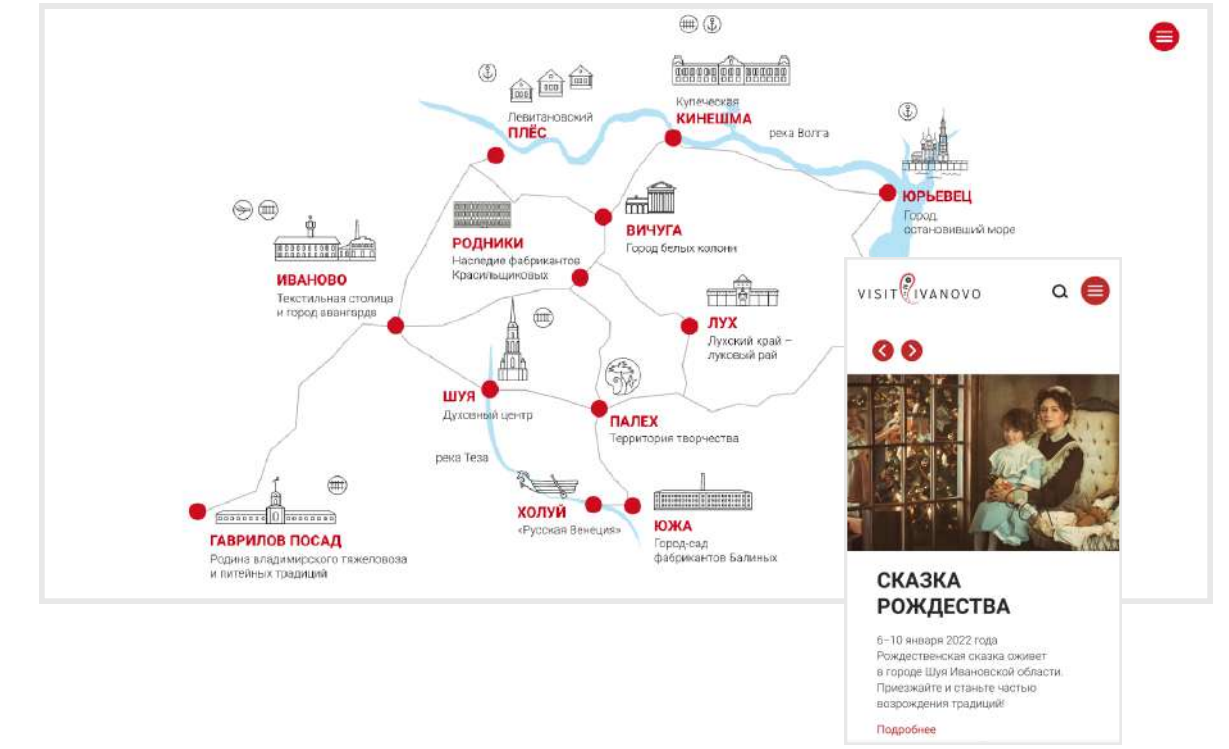 Левитановский
ПЛЁС
Купеческая
КИНЕШМА
река Волга
ЮРЬЕВЕЦ
Город,
остановивший море
ВИЧУГА
Город белых колонн
РОДНИКИ
Наследие фабрикантов
Красильщиковых
ИВАНОВО
Текстильная столица
и город авангарда
ЛУХ
Лухский край –
луковый рай
ШУЯ
Духовный центр
ПАЛЕХ
Территория творчества
река Теза
ХОЛУЙ
«Русская Венеция»
ЮЖА
Город-сад
фабрикантов Балиных
ГАВРИЛОВ ПОСАД
Родина владимирского тяжеловоза
и питейных традиций
VISIT IVANOVO
СКАЗКА
РОЖДЕСТВА
6–10 января 2022 года
Рождественская сказка оживет
в городе Шуя Ивановской области.
Приезжайте и станьте частью
возрождения традиций!
Подробнее